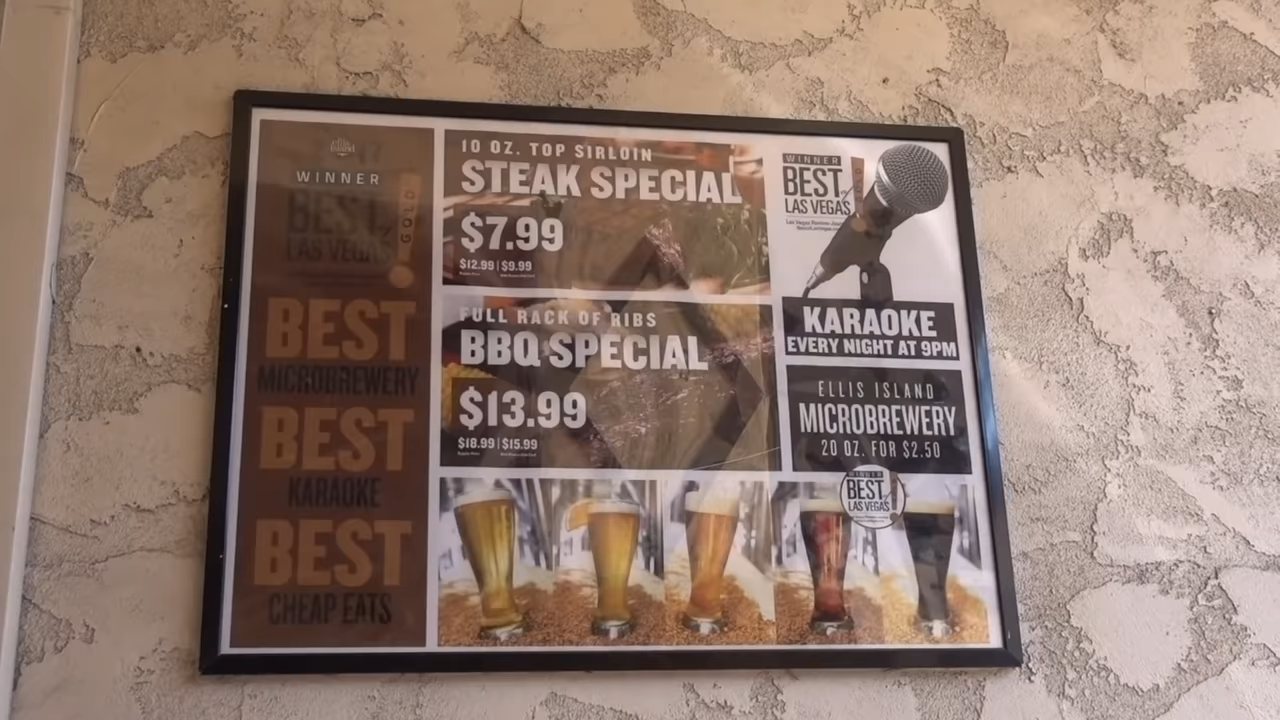 WINNER
BEST
LAS VEGAS
GOLD
BEST
MICROBREWERY
BEST
KARAOKE
BEST
CHEAP EATS
10 OZ. TOP SIRLOIN
STEAK SPECIAL
$7.99
$12.99 | $9.99
FULL RACK OF RIBS
BBQ SPECIAL
$13.99
$18.99 | $15.99
WINNER
BEST
LAS VEGAS
KARAOKE
EVERY NIGHT AT 9PM
ELLIS ISLAND
MICROBREWERY
20 OZ. FOR $2.50
WINNER
BEST
LAS VEGAS